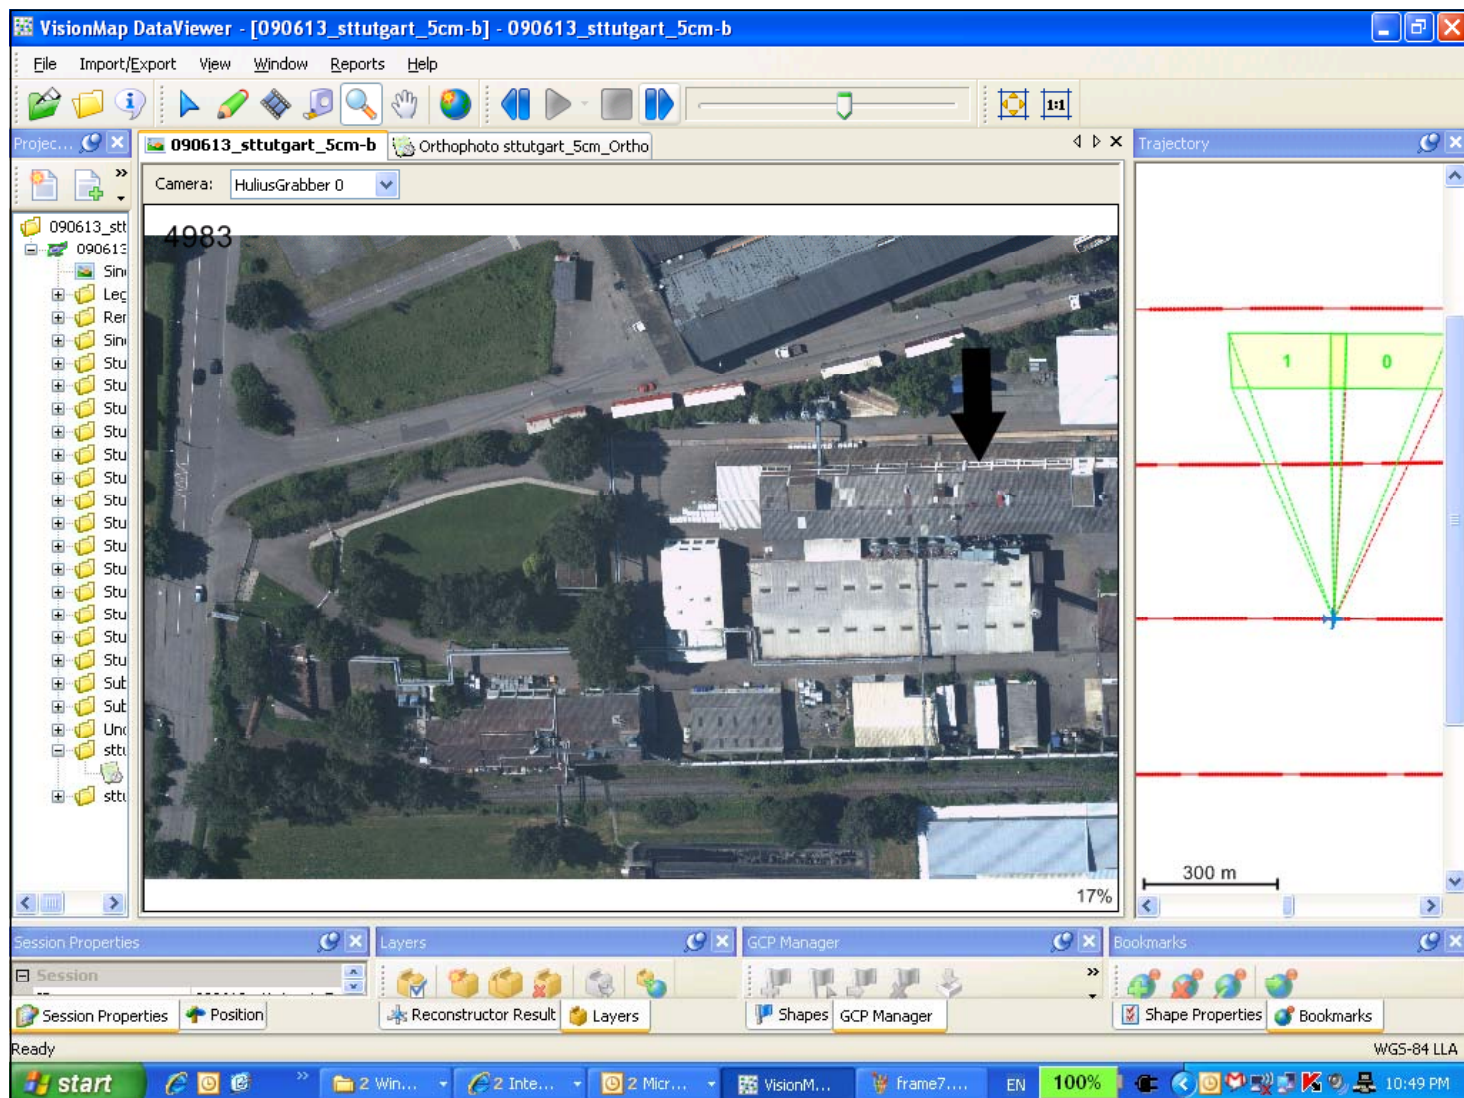 VisionMap DataViewer - [090613_sttutgart_5cm-b] - 090613_sttutgart_5cm-b
File Import/Export View Window Reports Help
1:1
Projec...
090613_sttutgart_5cm-b
Orthophoto sttutgart_5cm_Ortho
Trajectory
Camera: HuliusGrabber 0
4983
090613_stt
090613
Sin
Leg
Rer
Sin
Stu
Stu
Stu
Stu
Stu
Stu
Stu
Stu
Stu
Stu
Stu
Stu
Stu
Stu
Sub
Sub
Unc
sttu
sttu
1 0
300 m
17%
Session Properties
Layers
GCP Manager
Bookmarks
Session
Session Properties Position
Reconstructor Result Layers
Shapes GCP Manager
Shape Properties Bookmarks
Ready
WGS-84 LLA
start 2 Win... 2 Inte... 2 Micr... VisionM... frame7.... EN 100% 10:49 PM